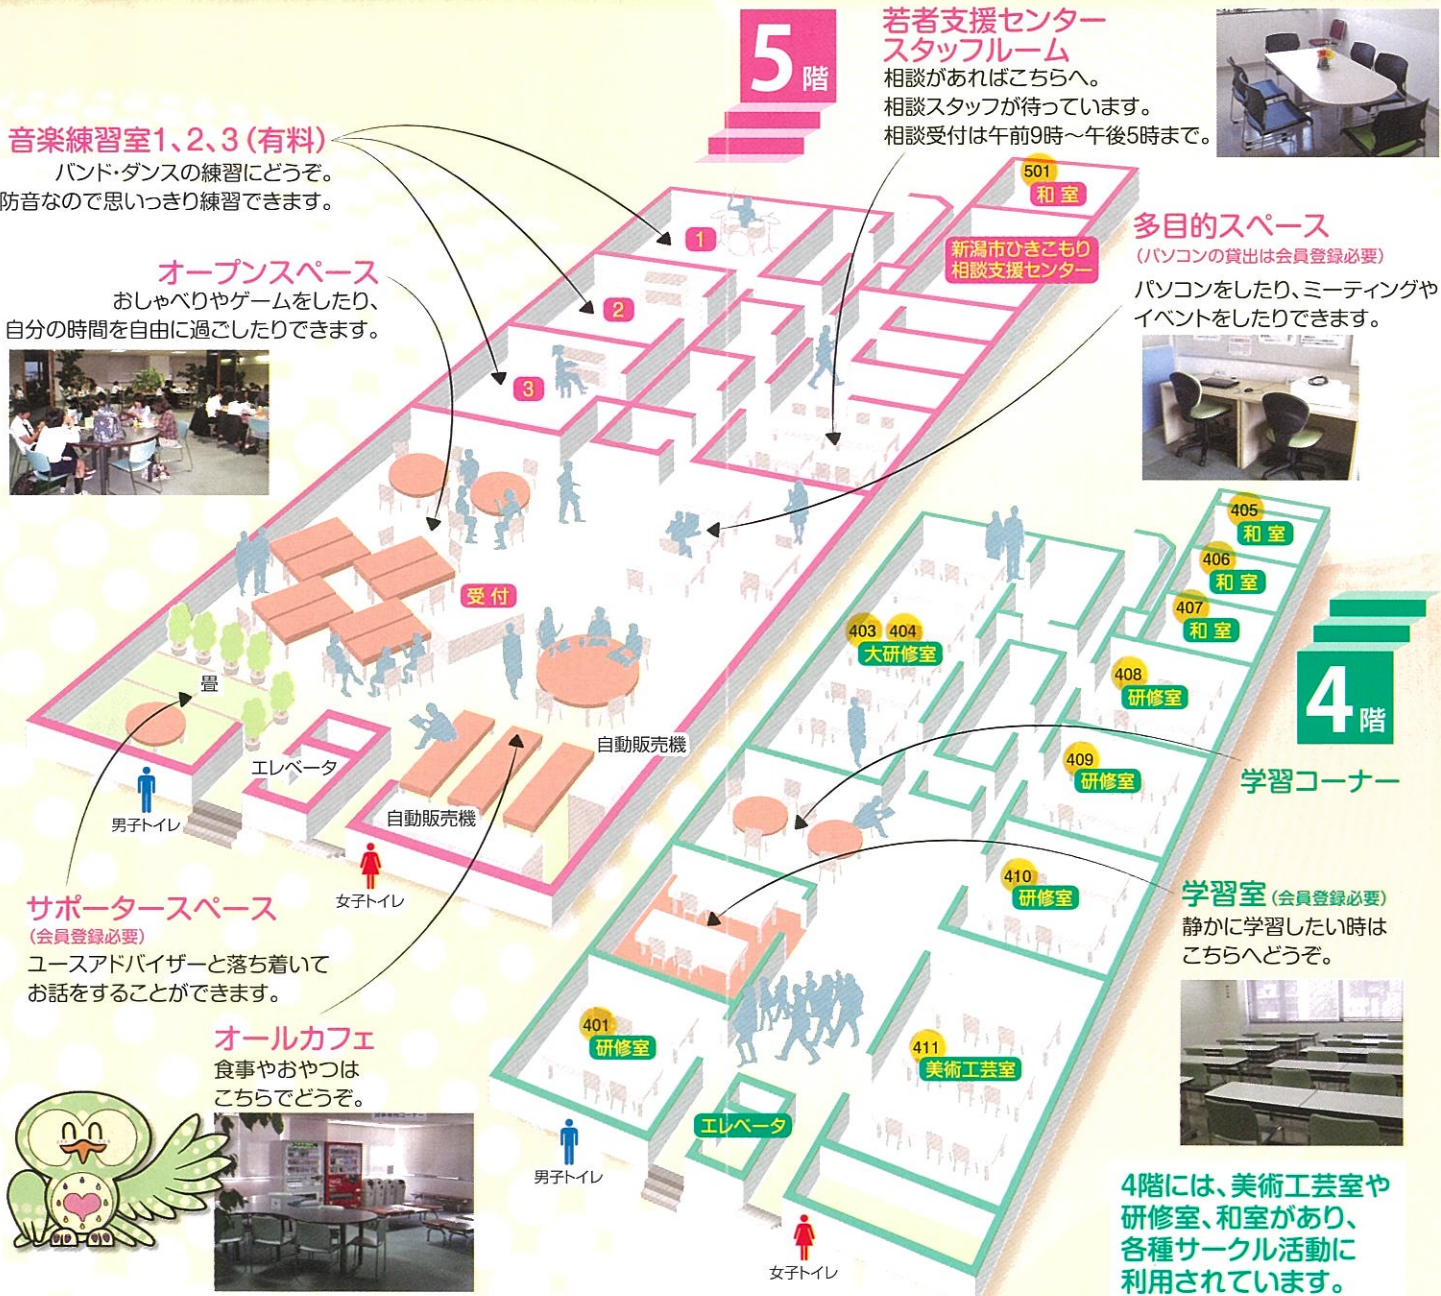 5階
若者支援センター
スタッフルーム
相談があればこちらへ。
相談スタッフが待っています。
相談受付は午前9時～午後5時まで。
音楽練習室1、2、3（有料）
バンド・ダンスの練習にどうぞ。
防音なので思いっきり練習できます。
オープンスペース
おしゃべりやゲームをしたり、
自分の時間を自由に過ごしたりできます。
多目的スペース
（パソコンの貸出は会員登録必要）
パソコンをしたり、ミーティングや
イベントをしたりできます。
501
和室
新潟市ひきこもり
相談支援センター
1
2
3
受付
畳
エレベータ
自動販売機
自動販売機
男子トイレ
女子トイレ
サポータースペース
（会員登録必要）
ユースアドバイザーと落ち着いて
お話をすることができます。
オールカフェ
食事やおやつは
こちらでどうぞ。
4階
405
和室
406
和室
407
和室
403 404
大研修室
408
研修室
409
研修室
410
研修室
401
研修室
411
美術工芸室
エレベータ
男子トイレ
女子トイレ
学習コーナー
学習室（会員登録必要）
静かに学習したい時は
こちらへどうぞ。
4階には、美術工芸室や
研修室、和室があり、
各種サークル活動に
利用されています。